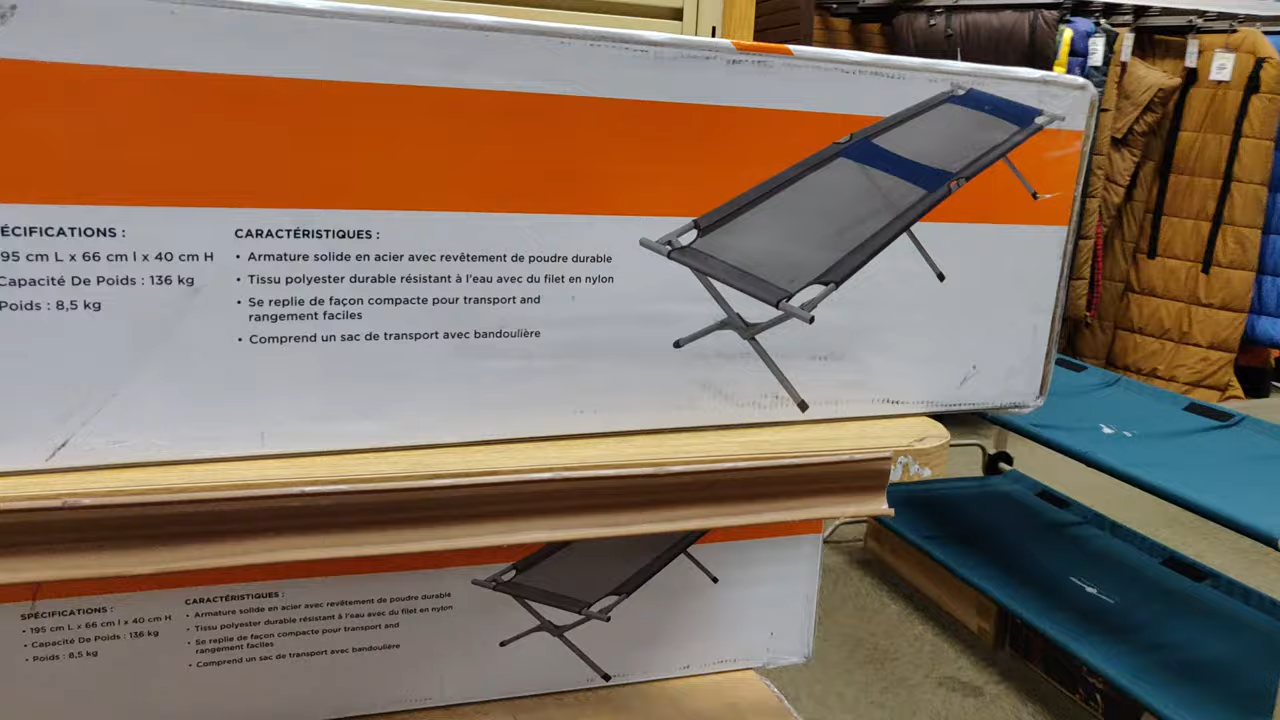 ÉCIFICATIONS :
95 cm L x 66 cm l x 40 cm H
Capacité De Poids : 136 kg
Poids : 8,5 kg
CARACTÉRISTIQUES :
• Armature solide en acier avec revêtement de poudre durable
• Tissu polyester durable résistant à l'eau avec du filet en nylon
• Se replie de façon compacte pour transport and
rangement faciles
• Comprend un sac de transport avec bandoulière
SPÉCIFICATIONS :
• 195 cm L x 66 cm l x 40 cm H
• Capacité De Poids : 136 kg
• Poids : 8,5 kg
CARACTÉRISTIQUES :
• Armature solide en acier avec revêtement de poudre durable
• Tissu polyester durable résistant à l'eau avec du filet en nylon
• Se replie de façon compacte pour transport and
rangement faciles
• Comprend un sac de transport avec bandoulière